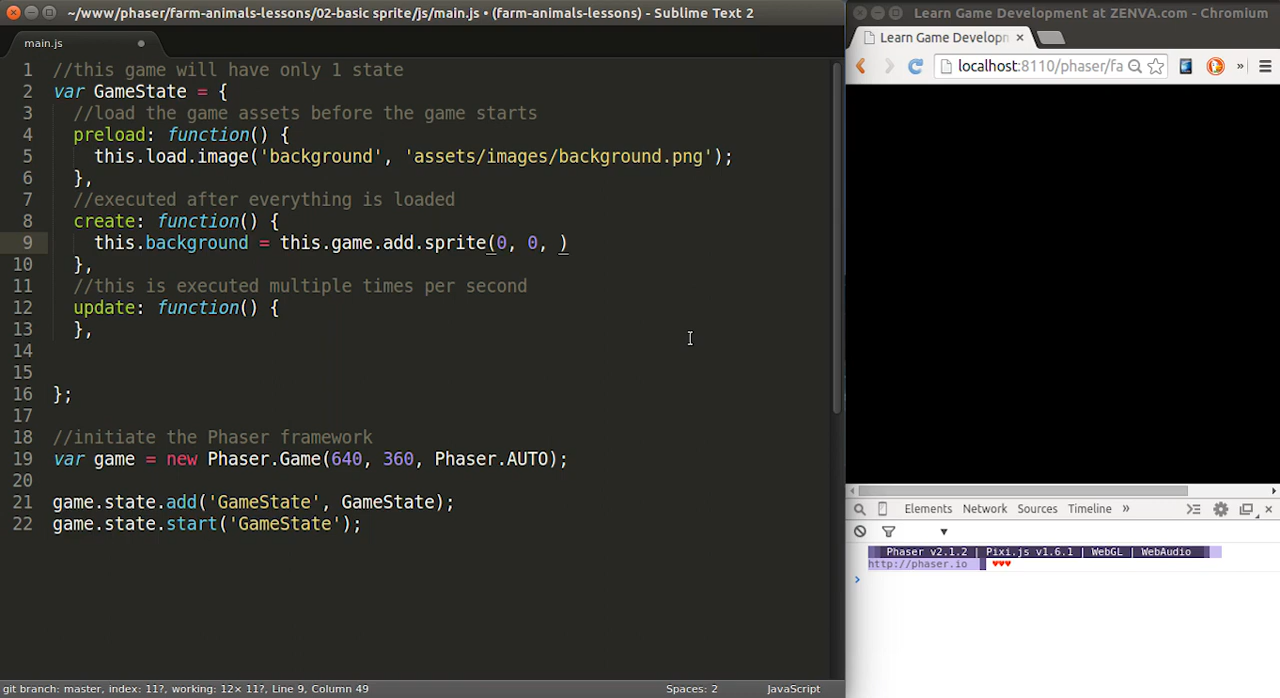 ~/www/phaser/farm-animals-lessons/02-basic sprite/js/main.js • (farm-animals-lessons) - Sublime Text 2
main.js
1 //this game will have only 1 state
2 var GameState = {
3 //load the game assets before the game starts
4 preload: function() {
5 this.load.image('background', 'assets/images/background.png');
6 },
7 //executed after everything is loaded
8 create: function() {
9 this.background = this.game.add.sprite(0, 0, )
10 },
11 //this is executed multiple times per second
12 update: function() {
13 },
14
15
16 };
17
18 //initiate the Phaser framework
19 var game = new Phaser.Game(640, 360, Phaser.AUTO);
20
21 game.state.add('GameState', GameState);
22 game.state.start('GameState');
git branch: master, index: 11?, working: 12× 11?, Line 9, Column 49
Spaces: 2
JavaScript
Learn Game Development at ZENVA.com - Chromium
Learn Game Developn
localhost:8110/phaser/fa
Elements Network Sources Timeline »
Phaser v2.1.2 | Pixi.js v1.6.1 | WebGL | WebAudio
http://phaser.io ♥♥♥